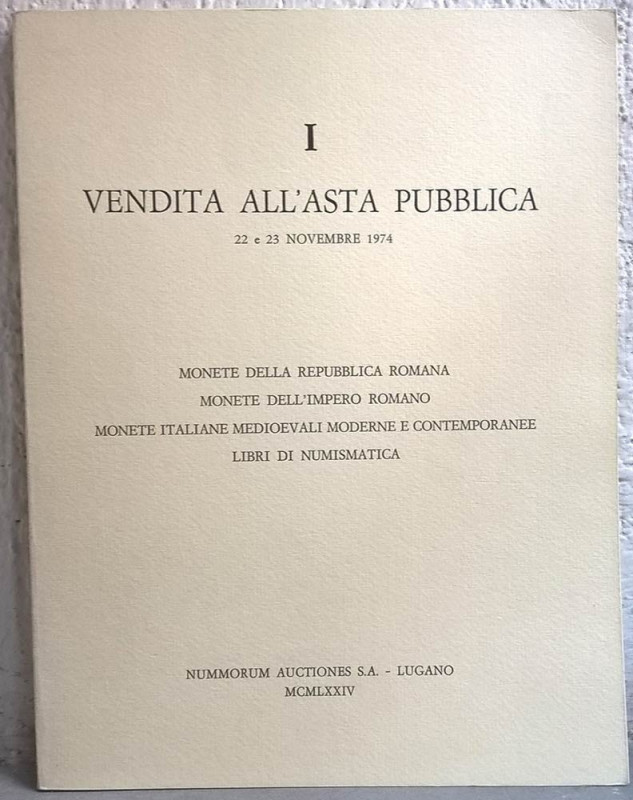 I
VENDITA ALL'ASTA PUBBLICA
22 e 23 NOVEMBRE 1974
MONETE DELLA REPUBBLICA ROMANA
MONETE DELL'IMPERO ROMANO
MONETE ITALIANE MEDIOEVALI MODERNE E CONTEMPORANEE
LIBRI DI NUMISMATICA
NUMMORUM AUCTIONES S.A. - LUGANO
MCMLXXIV